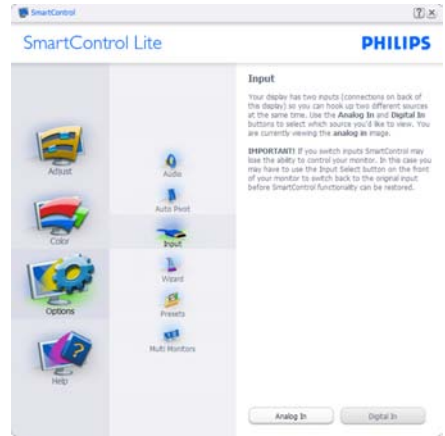 SmartControl
SmartControl Lite
PHILIPS
Adjust
Color
Options
Help
Audio
Auto Pivot
Input
Wizard
Presets
Multi Monitors
Input
Your display has two inputs (connections on back of
the display) so you can hook up two different sources
at the same time. Use the Analog In and Digital In
buttons to select which source you'd like to view. You
are currently viewing the analog in image.
IMPORTANT! If you switch inputs SmartControl may
lose the ability to control your monitor. In this case you
may have to use the Input Select button on the front
of your monitor to switch back to the original input
before SmartControl functionality can be restored.
Analog In
Digital In